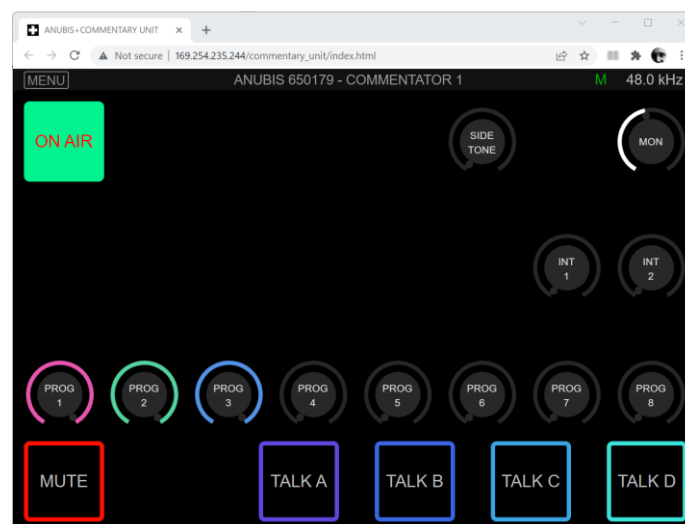 ANUBIS+COMMENTARY UNIT
Not secure | 169.254.235.244/commentary_unit/index.html
MENU ANUBIS 650179 - COMMENTATOR 1 M 48.0 kHz
ON AIR
SIDE
TONE
MON
INT
1
INT
2
PROG
1
PROG
2
PROG
3
PROG
4
PROG
5
PROG
6
PROG
7
PROG
8
MUTE TALK A TALK B TALK C TALK D